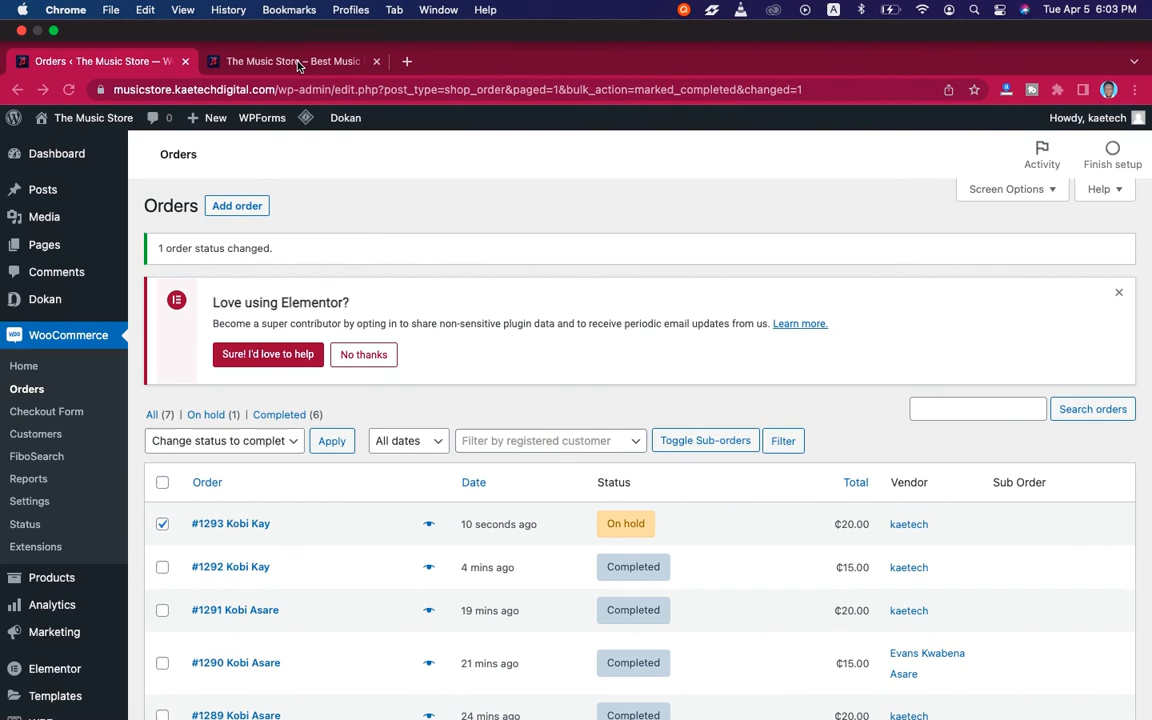 Chrome File Edit View History Bookmarks Profiles Tab Window Help Tue Apr 5 6:03 PM
Orders ‹ The Music Store — W
The Music Store – Best Music
musicstore.kaetechdigital.com/wp-admin/edit.php?post_type=shop_order&paged=1&bulk_action=marked_completed&changed=1
The Music Store 0 New WPForms Dokan Howdy, kaetech
Dashboard
Posts
Media
Pages
Comments
Dokan
WooCommerce
Home
Orders
Checkout Form
Customers
FiboSearch
Reports
Settings
Status
Extensions
Products
Analytics
Marketing
Elementor
Templates
Orders
Activity
Finish setup
Screen Options
Help
Orders
Add order
1 order status changed.
Love using Elementor?
Become a super contributor by opting in to share non-sensitive plugin data and to receive periodic email updates from us. Learn more.
Sure! I'd love to help
No thanks
All (7) | On hold (1) | Completed (6)
Search orders
Change status to complet
Apply
All dates
Filter by registered customer
Toggle Sub-orders
Filter
Order Date Status Total Vendor Sub Order
#1293 Kobi Kay 10 seconds ago On hold ₵20.00 kaetech
#1292 Kobi Kay 4 mins ago Completed ₵15.00 kaetech
#1291 Kobi Asare 19 mins ago Completed ₵20.00 kaetech
#1290 Kobi Asare 21 mins ago Completed ₵15.00 Evans Kwabena
Asare
#1289 Kobi Asare 24 mins ago Completed ₵20.00 kaetech